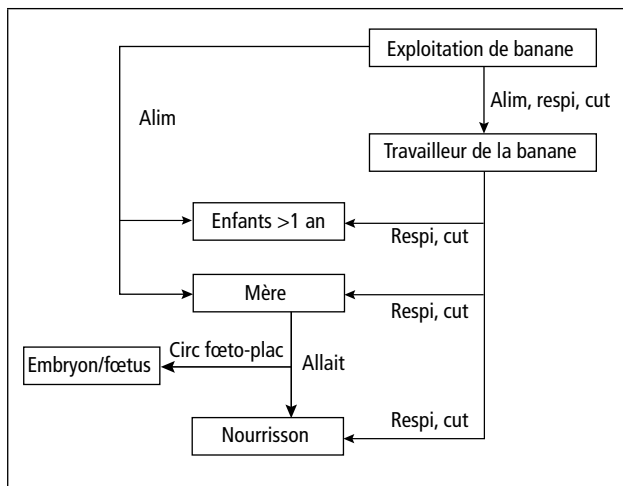 Exploitation de banane
Alim, respi, cut
Alim
Travailleur de la banane
Enfants >1 an
Respi, cut
Mère
Respi, cut
Circ fœto-plac
Embryon/fœtus
Allait
Nourrisson
Respi, cut